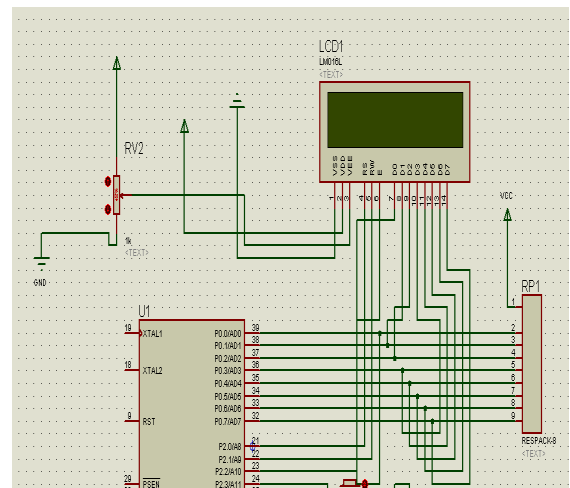 LCD1
LM016L
<TEXT>
VSS
VDD
VEE
RS
RW
E
D0
D1
D2
D3
D4
D5
D6
D7
1
2
3
4
5
6
7
8
9
10
11
12
13
14
RV2
1k
<TEXT>
GND
VCC
RP1
1
2
3
4
5
6
7
8
9
RESPACK-8
<TEXT>
U1
19 XTAL1
18 XTAL2
9 RST
29 PSEN
P0.0/AD0 39
P0.1/AD1 38
P0.2/AD2 37
P0.3/AD3 36
P0.4/AD4 35
P0.5/AD5 34
P0.6/AD6 33
P0.7/AD7 32
P2.0/A8 21
P2.1/A9 22
P2.2/A10 23
P2.3/A11 24